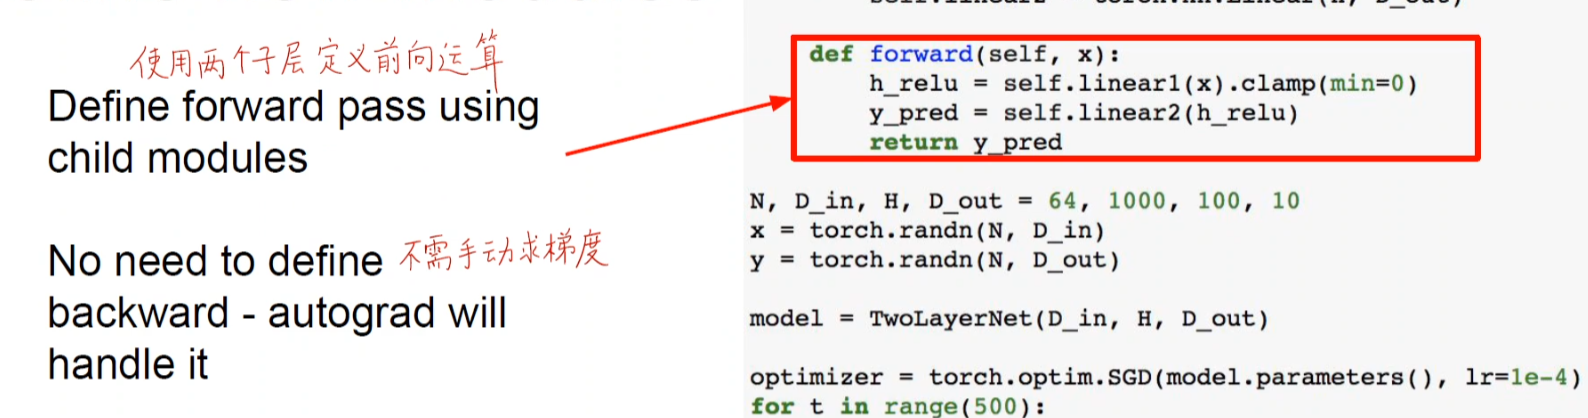 使用两个子层定义前向运算
Define forward pass using
child modules
No need to define 不需手动求梯度
backward - autograd will
handle it
def forward(self, x):
h_relu = self.linear1(x).clamp(min=0)
y_pred = self.linear2(h_relu)
return y_pred
N, D_in, H, D_out = 64, 1000, 100, 10
x = torch.randn(N, D_in)
y = torch.randn(N, D_out)
model = TwoLayerNet(D_in, H, D_out)
optimizer = torch.optim.SGD(model.parameters(), lr=1e-4)
for t in range(500):